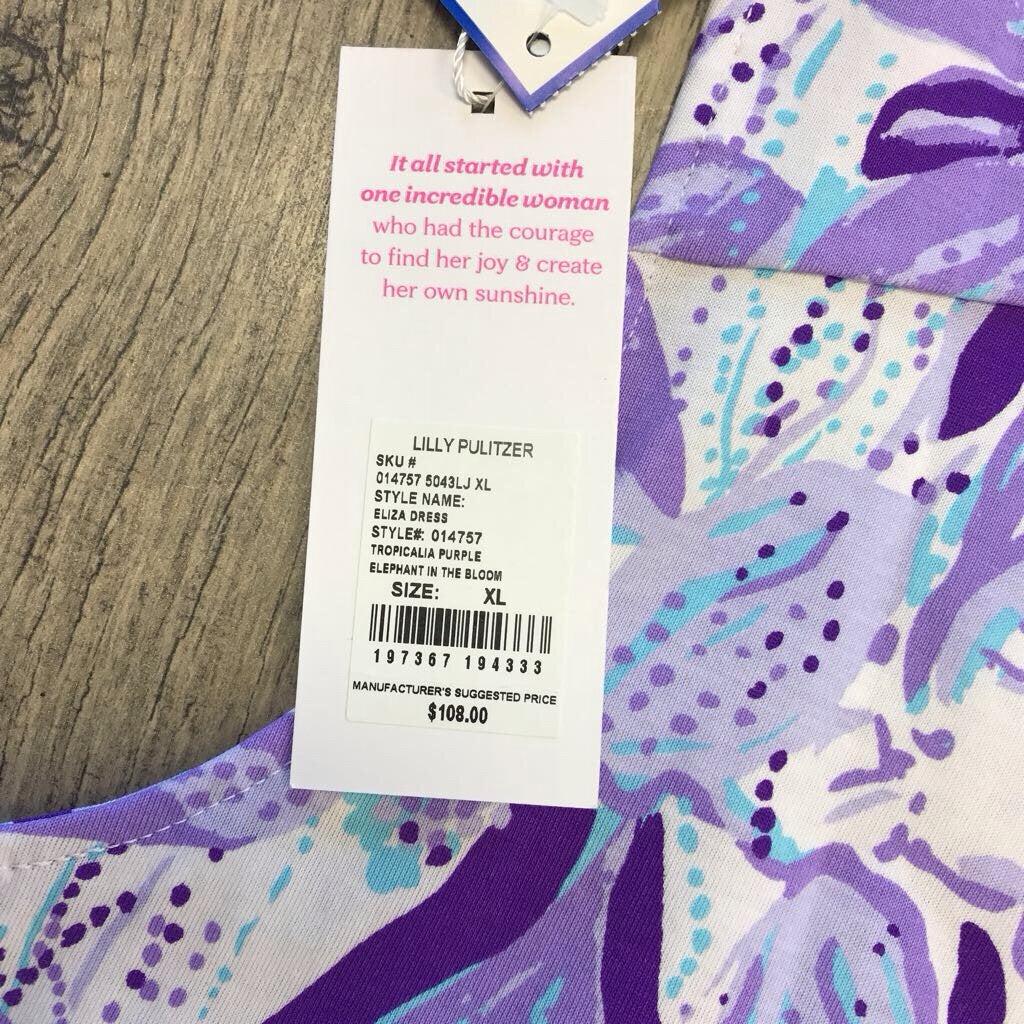 It all started with
one incredible woman
who had the courage
to find her joy & create
her own sunshine.
LILLY PULITZER
SKU #
014757 5043LJ XL
STYLE NAME:
ELIZA DRESS
STYLE#: 014757
TROPICALIA PURPLE
ELEPHANT IN THE BLOOM
SIZE: XL
197367 194333
MANUFACTURER'S SUGGESTED PRICE
$108.00